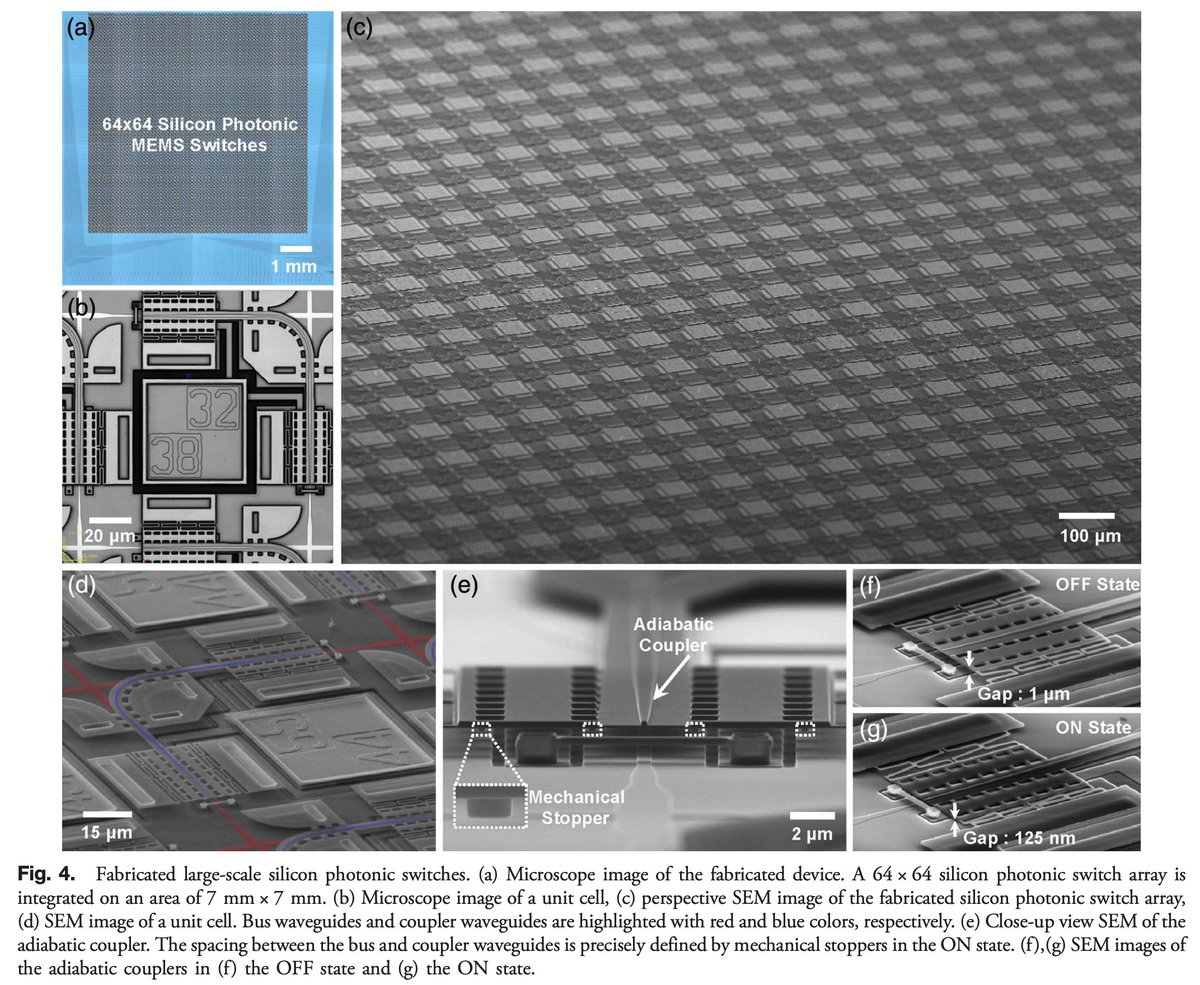 (a)
64x64 Silicon Photonic
MEMS Switches
1 mm
(b)
32
38
20 µm
(c)
100 µm
(d)
15 µm
(e)
Adiabatic
Coupler
Mechanical
Stopper
2 µm
(f)
OFF State
Gap : 1 µm
(g)
ON State
Gap : 125 nm
Fig. 4. Fabricated large-scale silicon photonic switches. (a) Microscope image of the fabricated device. A 64 × 64 silicon photonic switch array is
integrated on an area of 7 mm × 7 mm. (b) Microscope image of a unit cell, (c) perspective SEM image of the fabricated silicon photonic switch array,
(d) SEM image of a unit cell. Bus waveguides and coupler waveguides are highlighted with red and blue colors, respectively. (e) Close-up view SEM of the
adiabatic coupler. The spacing between the bus and coupler waveguides is precisely defined by mechanical stoppers in the ON state. (f),(g) SEM images of
the adiabatic couplers in (f) the OFF state and (g) the ON state.